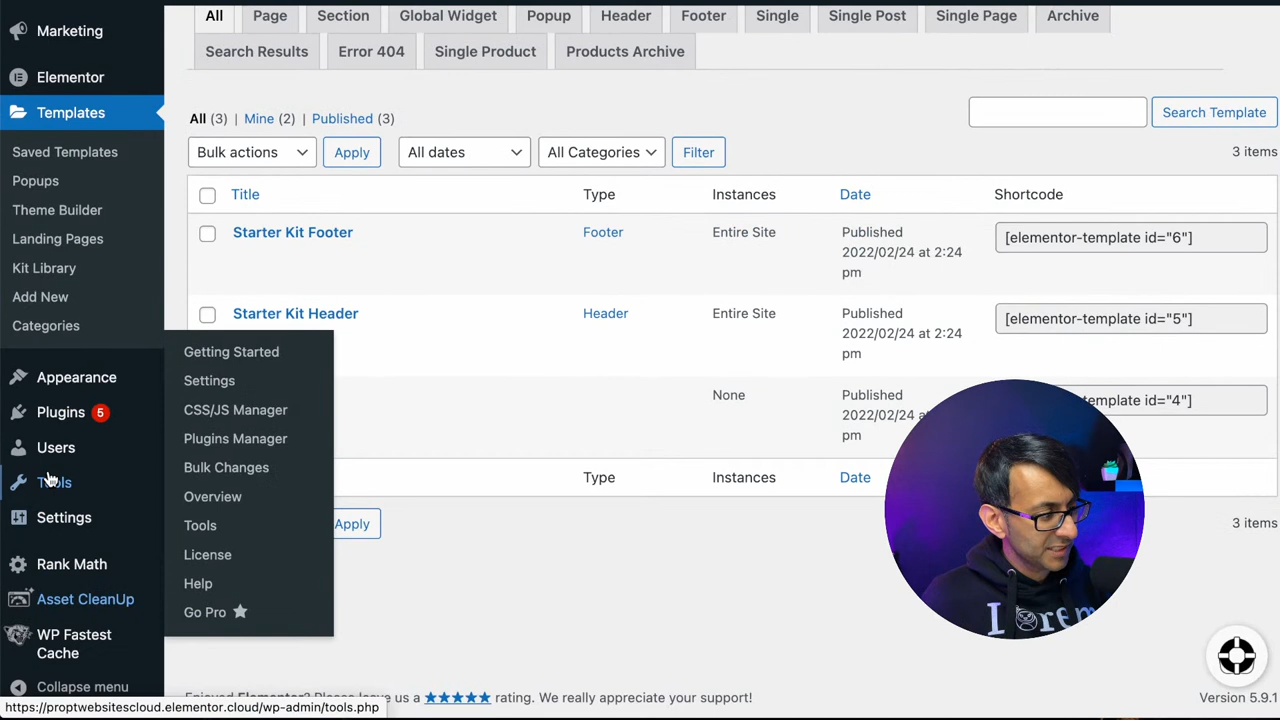 Marketing
Elementor
Templates
Saved Templates
Popups
Theme Builder
Landing Pages
Kit Library
Add New
Categories
Appearance
Plugins 5
Users
Tools
Settings
Rank Math
Asset CleanUp
WP Fastest
Cache
Collapse menu
https://proptwebsitescloud.elementor.cloud/wp-admin/tools.php
Getting Started
Settings
CSS/JS Manager
Plugins Manager
Bulk Changes
Overview
Tools
License
Help
Go Pro ★
All Page Section Global Widget Popup Header Footer Single Single Post Single Page Archive
Search Results Error 404 Single Product Products Archive
All (3) | Mine (2) | Published (3)
Search Template
Bulk actions Apply All dates All Categories Filter 3 items
Title Type Instances Date Shortcode
Starter Kit Footer Footer Entire Site Published [elementor-template id="6"]
2022/02/24 at 2:24
pm
Starter Kit Header Header Entire Site Published [elementor-template id="5"]
2022/02/24 at 2:24
pm
None Published -template id="4"]
2022/02/24
pm
Type Instances Date
Apply 3 items
Enjoyed Elementor? Please leave us a ★★★★★ rating. We really appreciate your support!
Version 5.9.1
I